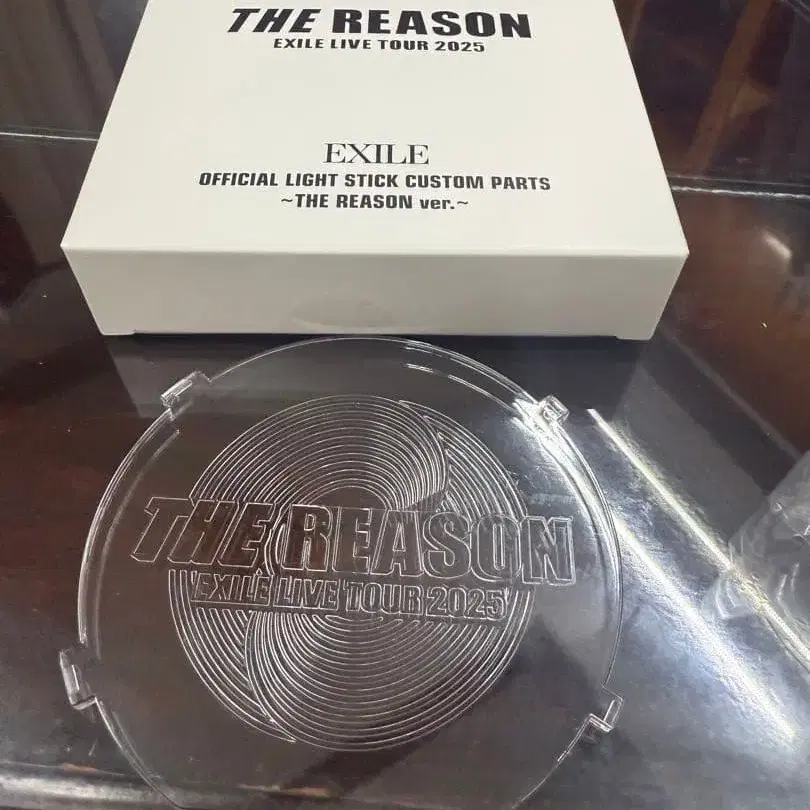 THE REASON
EXILE LIVE TOUR 2025
EXILE
OFFICIAL LIGHT STICK CUSTOM PARTS
~THE REASON ver.~
THE REASON
EXILE LIVE TOUR 2025